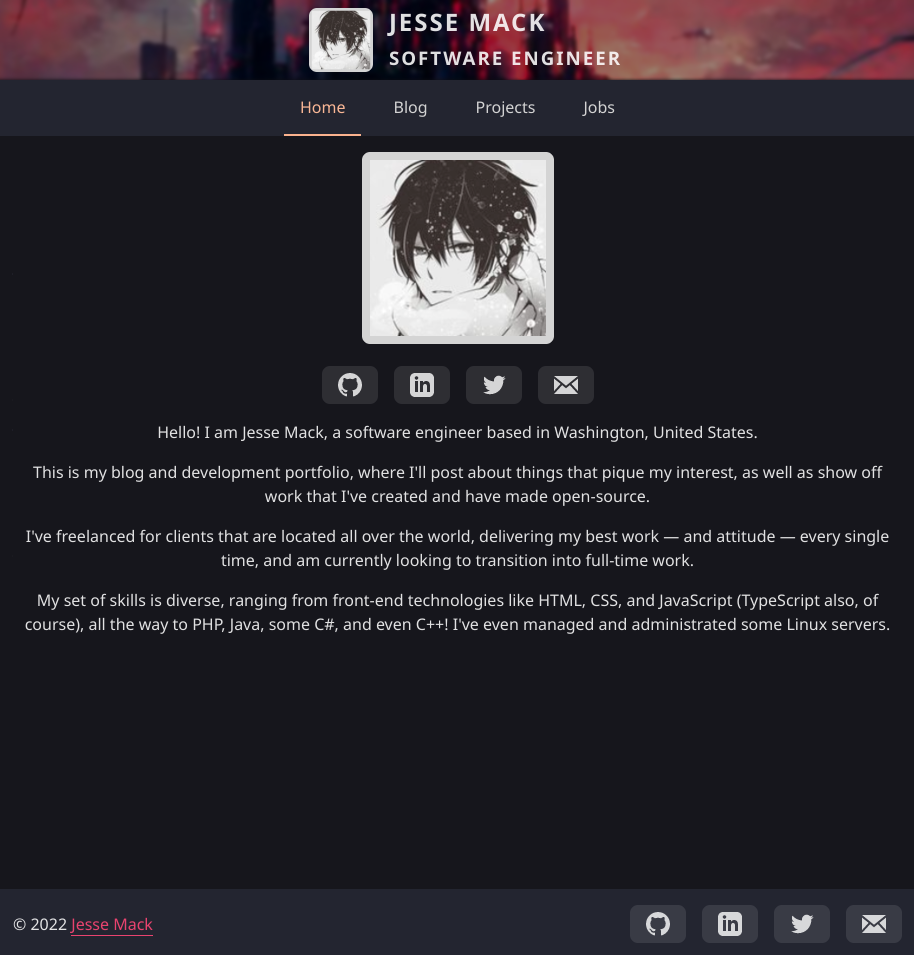 JESSE MACK
SOFTWARE ENGINEER
Home Blog Projects Jobs
Hello! I am Jesse Mack, a software engineer based in Washington, United States.
This is my blog and development portfolio, where I'll post about things that pique my interest, as well as show off
work that I've created and have made open-source.
I've freelanced for clients that are located all over the world, delivering my best work — and attitude — every single
time, and am currently looking to transition into full-time work.
My set of skills is diverse, ranging from front-end technologies like HTML, CSS, and JavaScript (TypeScript also, of
course), all the way to PHP, Java, some C#, and even C++! I've even managed and administrated some Linux servers.
© 2022 Jesse Mack